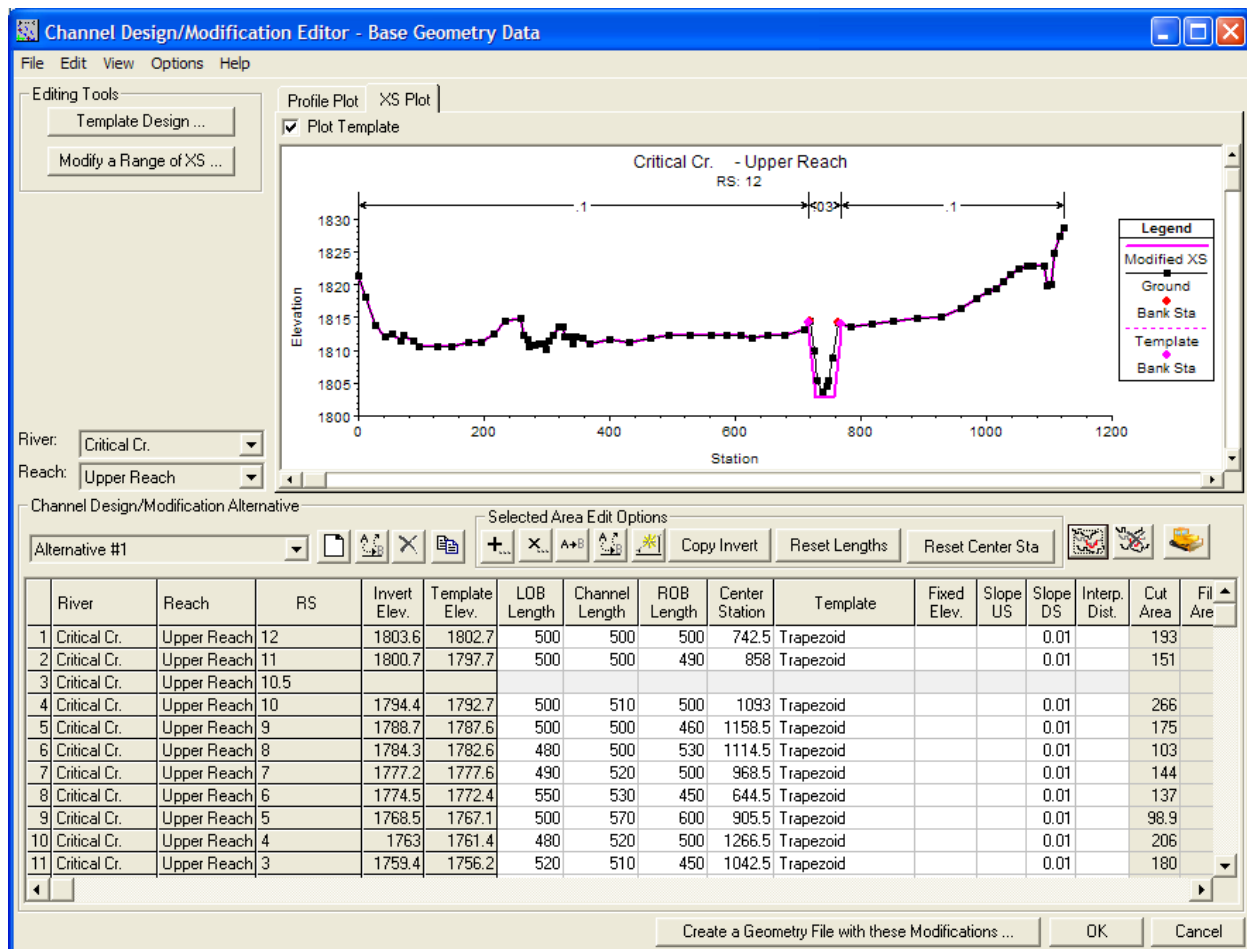 Channel Design/Modification Editor - Base Geometry Data
File Edit View Options Help
Editing Tools
Template Design ...
Modify a Range of XS ...
Profile Plot XS Plot
Plot Template
Critical Cr. - Upper Reach
RS: 12
.1 .03 .1
1830
1825
1820
1815
1810
1805
1800
Elevation
0 200 400 600 800 1000 1200
Station
Legend
Modified XS
Ground
Bank Sta
Template
Bank Sta
River: Critical Cr.
Reach: Upper Reach
Channel Design/Modification Alternative
Alternative #1
Selected Area Edit Options
+... X... A→B A B Copy Invert Reset Lengths Reset Center Sta
River Reach RS Invert Elev. Template Elev. LOB Length Channel Length ROB Length Center Station Template Fixed Elev. Slope US Slope DS Interp. Dist. Cut Area Fil Are
1 Critical Cr. Upper Reach 12 1803.6 1802.7 500 500 500 742.5 Trapezoid 0.01 193
2 Critical Cr. Upper Reach 11 1800.7 1797.7 500 500 490 858 Trapezoid 0.01 151
3 Critical Cr. Upper Reach 10.5
4 Critical Cr. Upper Reach 10 1794.4 1792.7 500 510 500 1093 Trapezoid 0.01 266
5 Critical Cr. Upper Reach 9 1788.7 1787.6 500 500 460 1158.5 Trapezoid 0.01 175
6 Critical Cr. Upper Reach 8 1784.3 1782.6 480 500 530 1114.5 Trapezoid 0.01 103
7 Critical Cr. Upper Reach 7 1777.2 1777.6 490 520 500 968.5 Trapezoid 0.01 144
8 Critical Cr. Upper Reach 6 1774.5 1772.4 550 530 450 644.5 Trapezoid 0.01 137
9 Critical Cr. Upper Reach 5 1768.5 1767.1 500 570 600 905.5 Trapezoid 0.01 98.9
10 Critical Cr. Upper Reach 4 1763 1761.4 480 520 500 1266.5 Trapezoid 0.01 206
11 Critical Cr. Upper Reach 3 1759.4 1756.2 520 510 450 1042.5 Trapezoid 0.01 180
Create a Geometry File with these Modifications ... OK Cancel